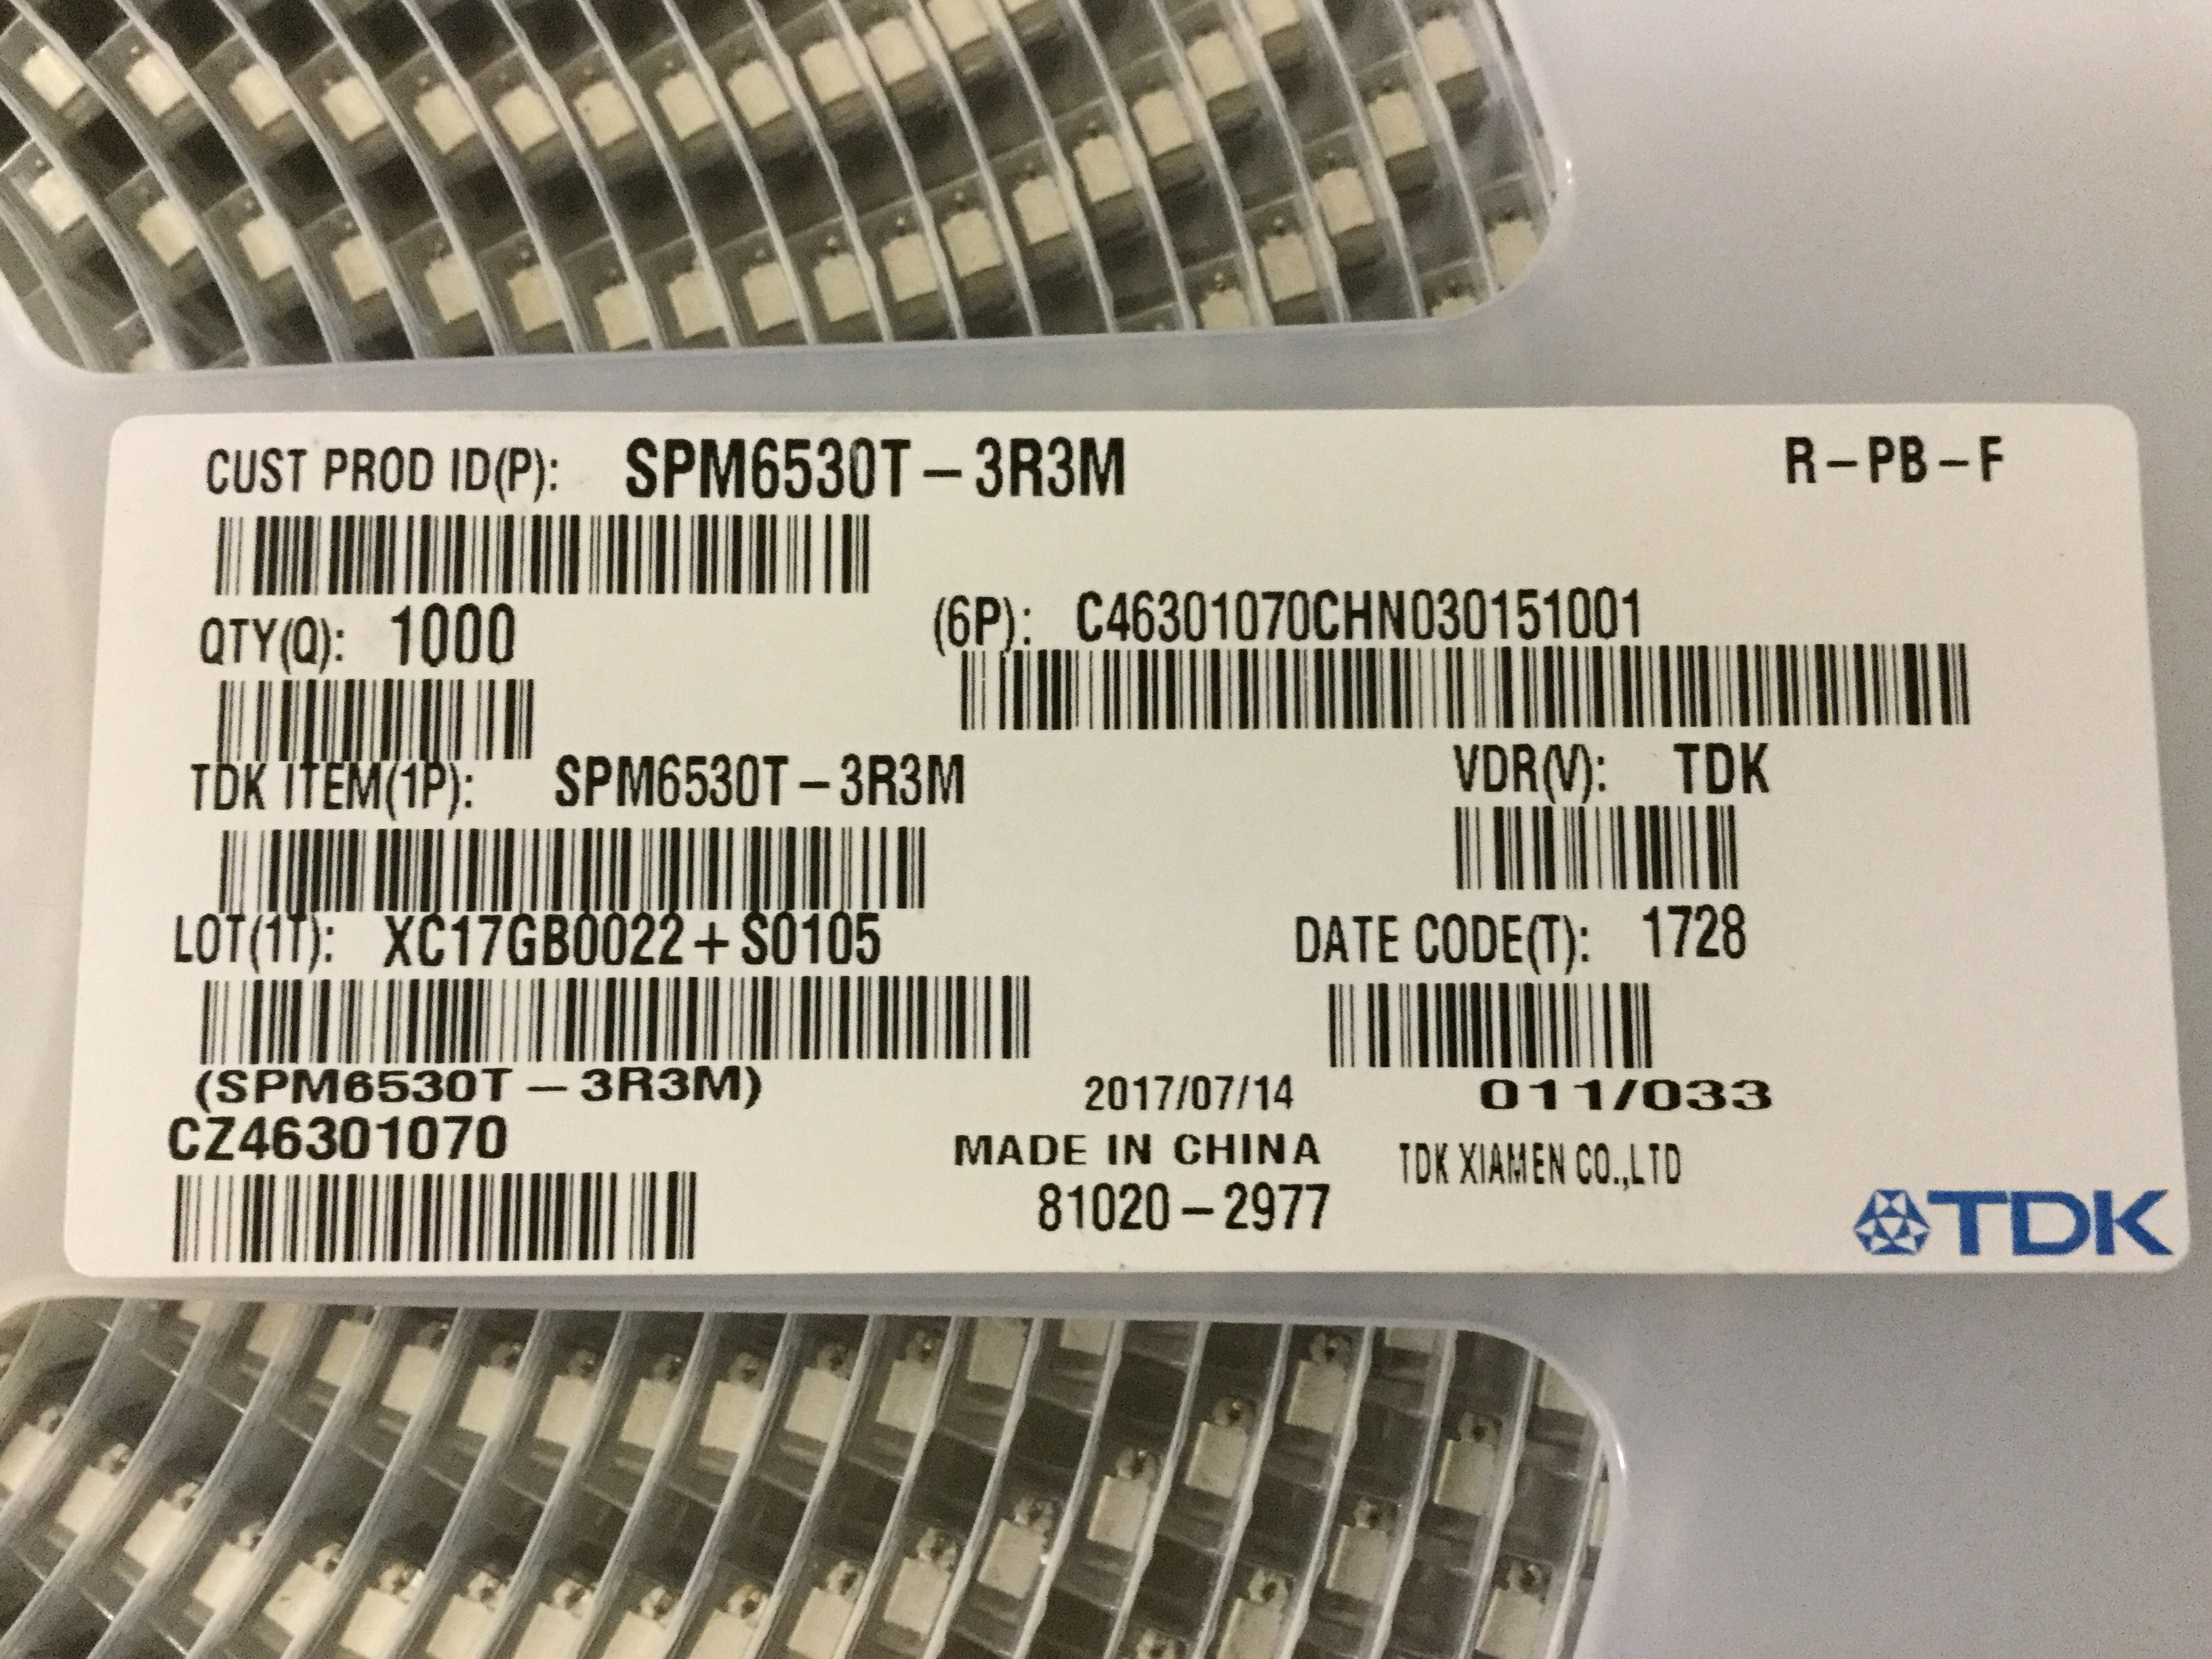 CUST PROD ID(P): SPM6530T-3R3M R-PB-F
(6P): C46301070CHN030151001
QTY(Q): 1000
TDK ITEM(1P): SPM6530T-3R3M VDR(V): TDK
LOT(1T): XC17GB0022+S0105 DATE CODE(T): 1728
(SPM6530T-3R3M) 2017/07/14 011/033
CZ46301070 MADE IN CHINA TDK XIAMEN CO.,LTD
81020-2977
TDK